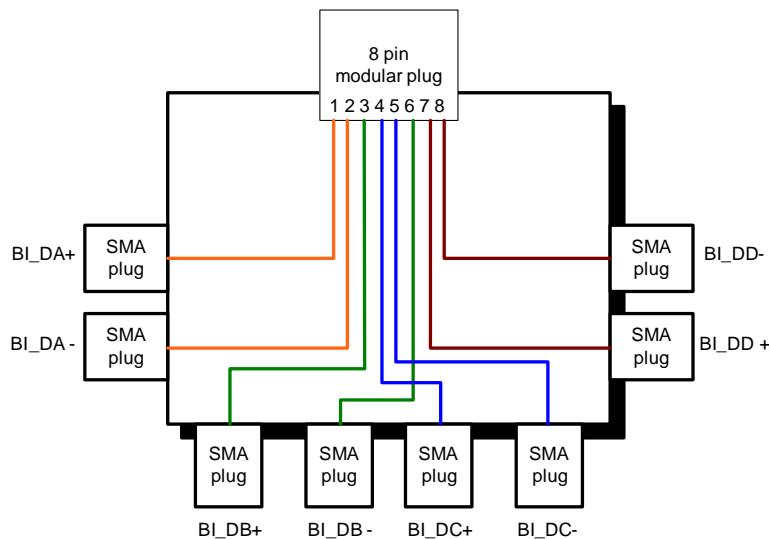 8 pin
modular plug
1 2 3 4 5 6 7 8
BI_DA+
SMA
plug
SMA
plug
BI_DD-
BI_DA -
SMA
plug
SMA
plug
BI_DD +
SMA
plug
SMA
plug
SMA
plug
SMA
plug
BI_DB+
BI_DB -
BI_DC+
BI_DC-